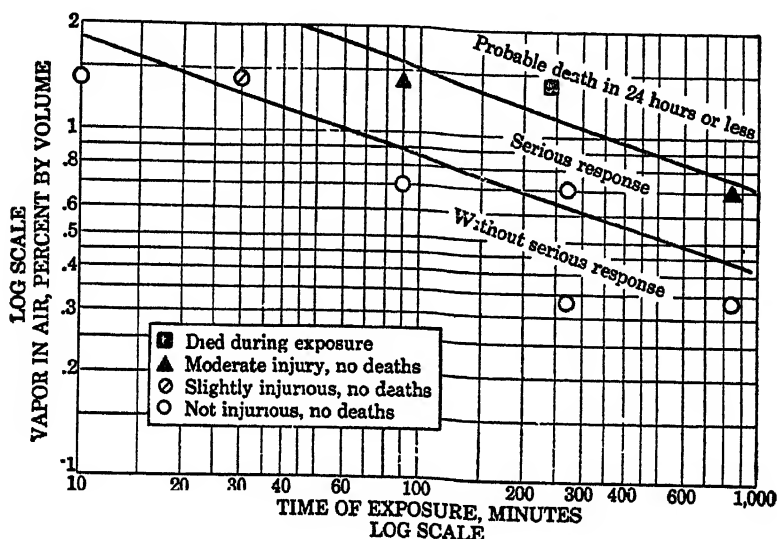 LOG SCALE
VAPOR IN AIR, PERCENT BY VOLUME
2
1
.8
.6
.5
.4
.3
.2
.1
Probable death in 24 hours or less
Serious response
Without serious response
Died during exposure
Moderate injury, no deaths
Slightly injurious, no deaths
Not injurious, no deaths
10 20 30 40 60 100 200 300 400 600 1,000
TIME OF EXPOSURE, MINUTES
LOG SCALE